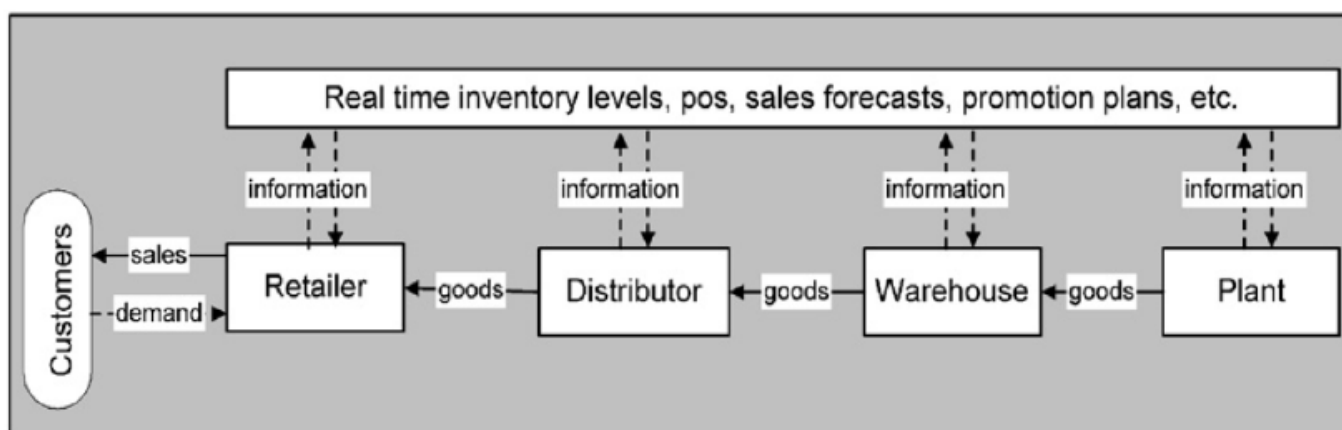 Real time inventory levels, pos, sales forecasts, promotion plans, etc.
information
information
information
information
Customers
sales
demand
Retailer
goods
Distributor
goods
Warehouse
goods
Plant